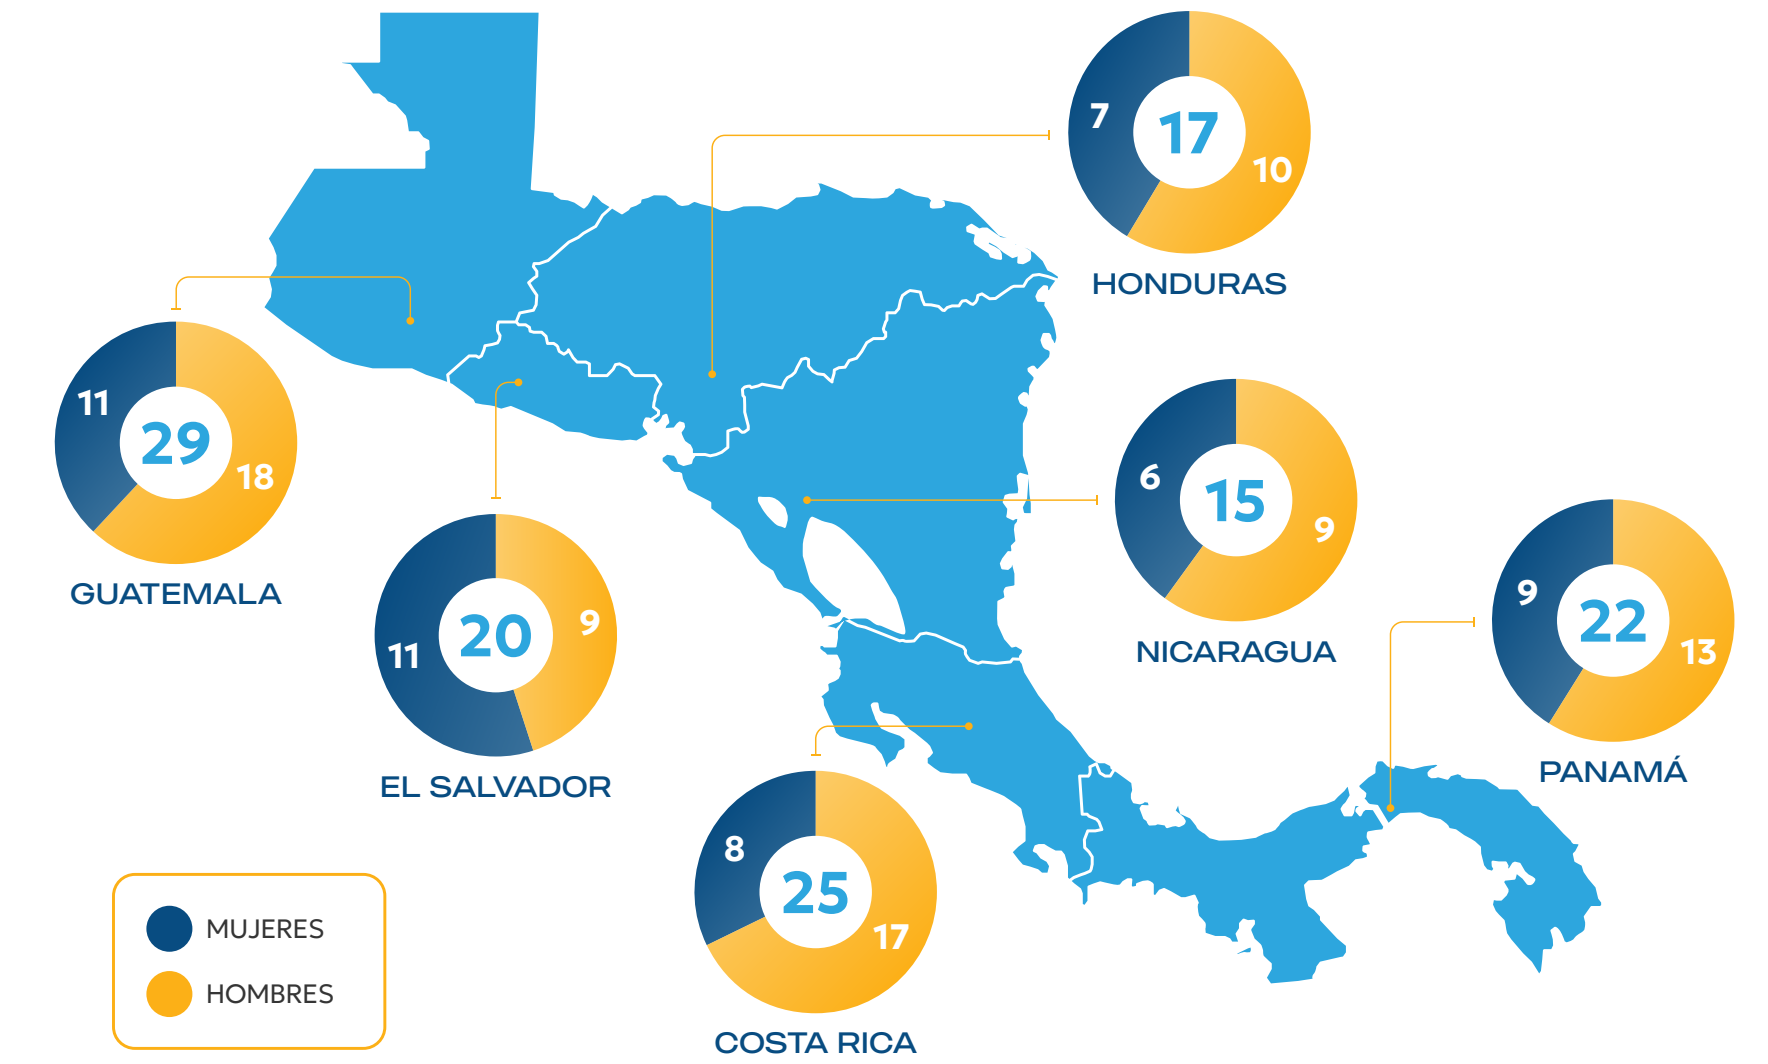 7
17
10
HONDURAS
11
29
18
GUATEMALA
6
15
9
NICARAGUA
11
20
9
EL SALVADOR
9
22
13
PANAMÁ
8
25
17
COSTA RICA
MUJERES
HOMBRES